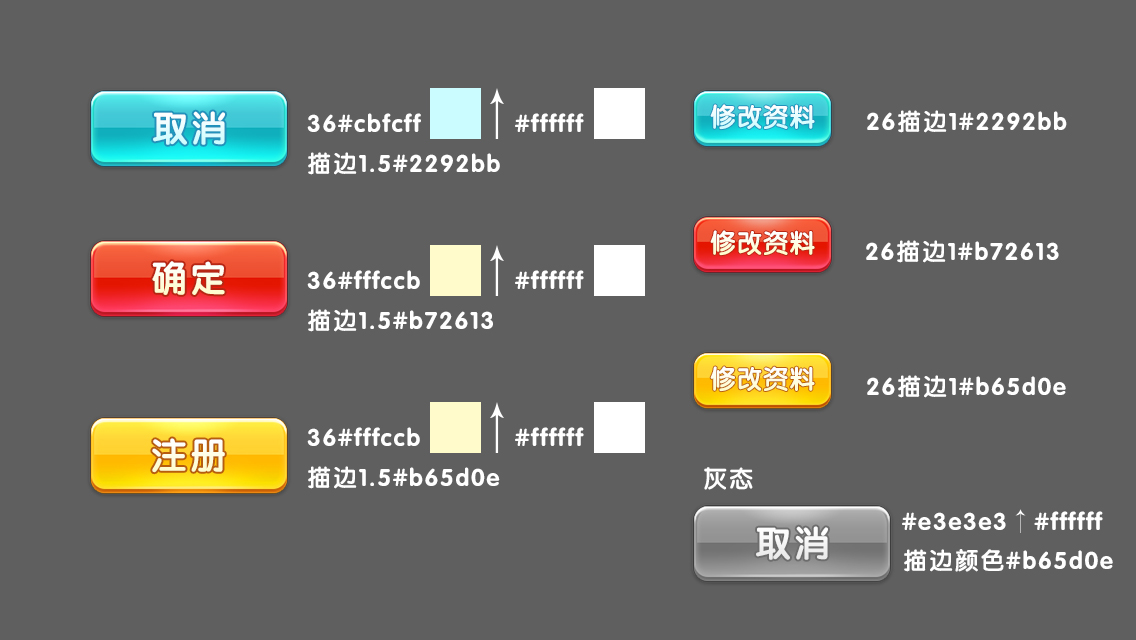 取消
36#cbfcff ↑ #ffffff
描边1.5#2292bb
修改资料
26描边1#2292bb
确定
36#fffccb ↑ #ffffff
描边1.5#b72613
修改资料
26描边1#b72613
注册
36#fffccb ↑ #ffffff
描边1.5#b65d0e
修改资料
26描边1#b65d0e
灰态
取消
#e3e3e3↑#ffffff
描边颜色#b65d0e